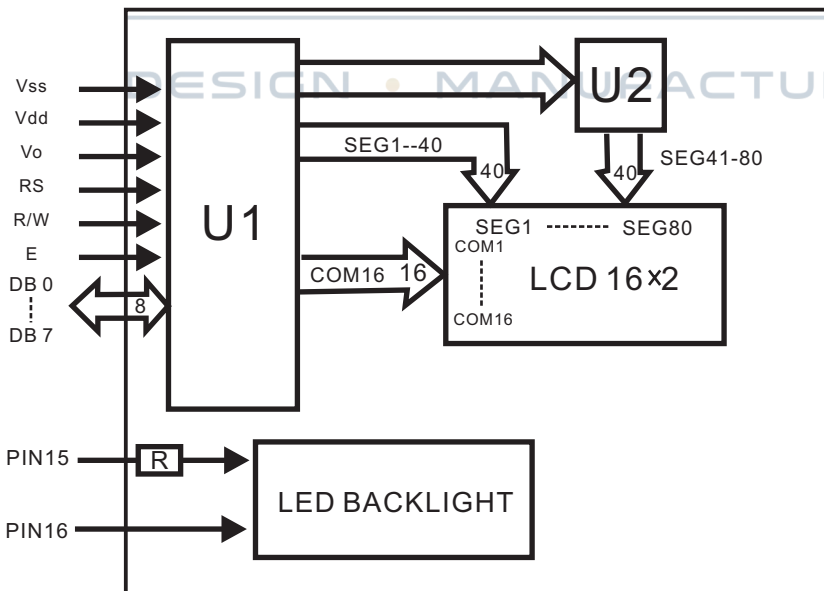 DESIGN • MANUFACTU
Vss
Vdd
Vo
RS
R/W
E
DB 0
DB 7
8
U1
U2
SEG1--40
40
40
SEG41-80
SEG1 -------- SEG80
COM1
COM16
LCD 16×2
COM16 16
PIN15
R
PIN16
LED BACKLIGHT